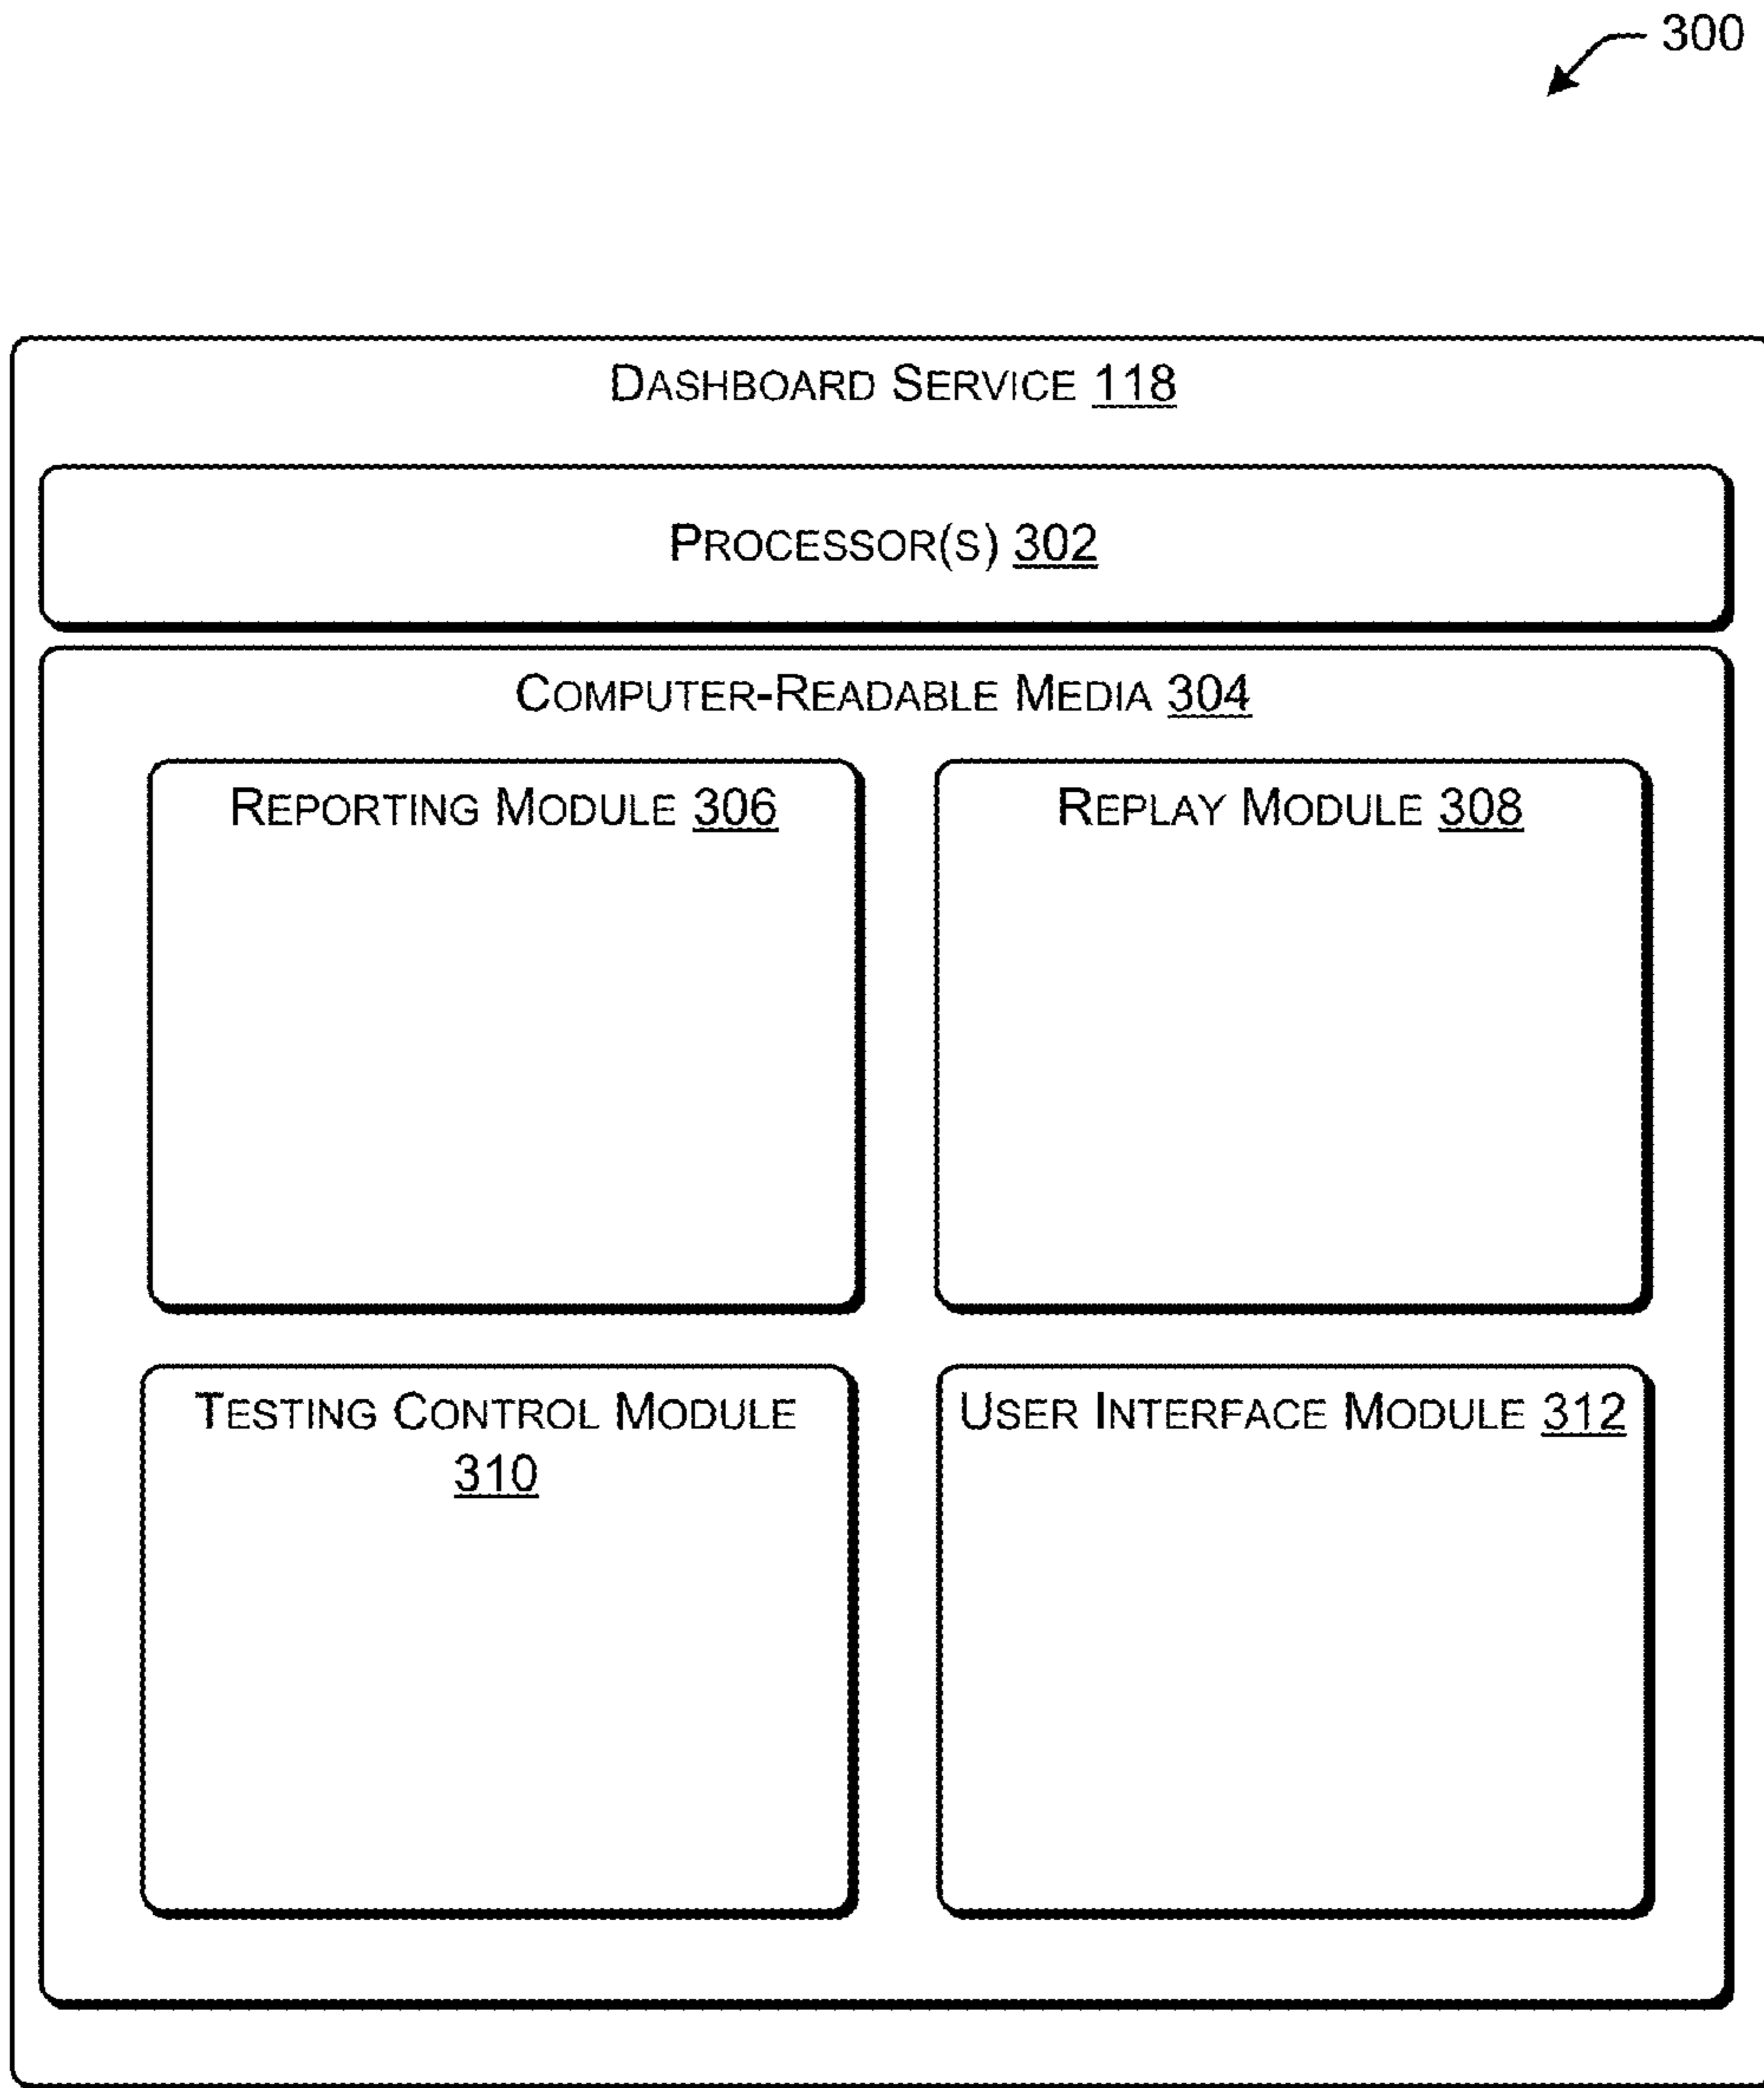 300
DASHBOARD SERVICE 118
PROCESSOR(S) 302
COMPUTER-READABLE MEDIA 304
REPORTING MODULE 306
REPLAY MODULE 308
TESTING CONTROL MODULE
310
USER INTERFACE MODULE 312